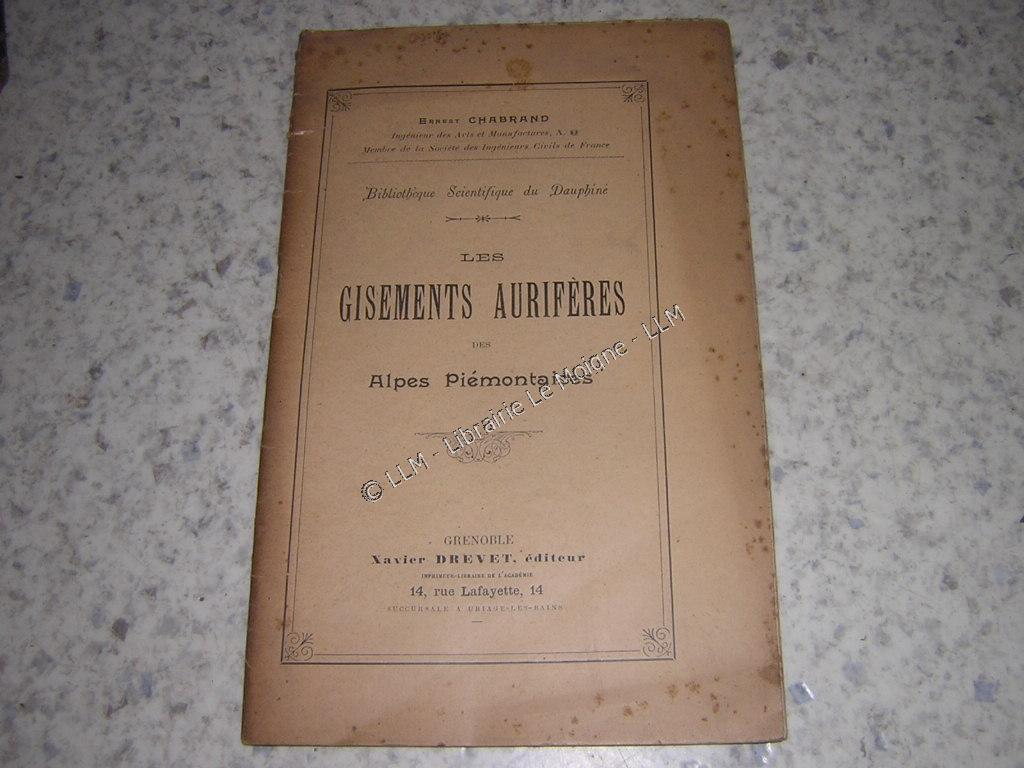 Ernest CHABRAND
Ingénieur des Arts et Manufactures, A.
Membre de la Société des Ingénieurs Civils de France
Bibliothèque Scientifique du Dauphiné
LES
GISEMENTS AURIFÈRES
DES
Alpes Piémontaises
© LLM - Librairie Le Moigne - LLM
GRENOBLE
Xavier DREVET, éditeur
IMPRIMEUR-LIBRAIRE DE L'ACADÉMIE
14, rue Lafayette, 14
SUCCURSALE A URIAGE-LES-BAINS